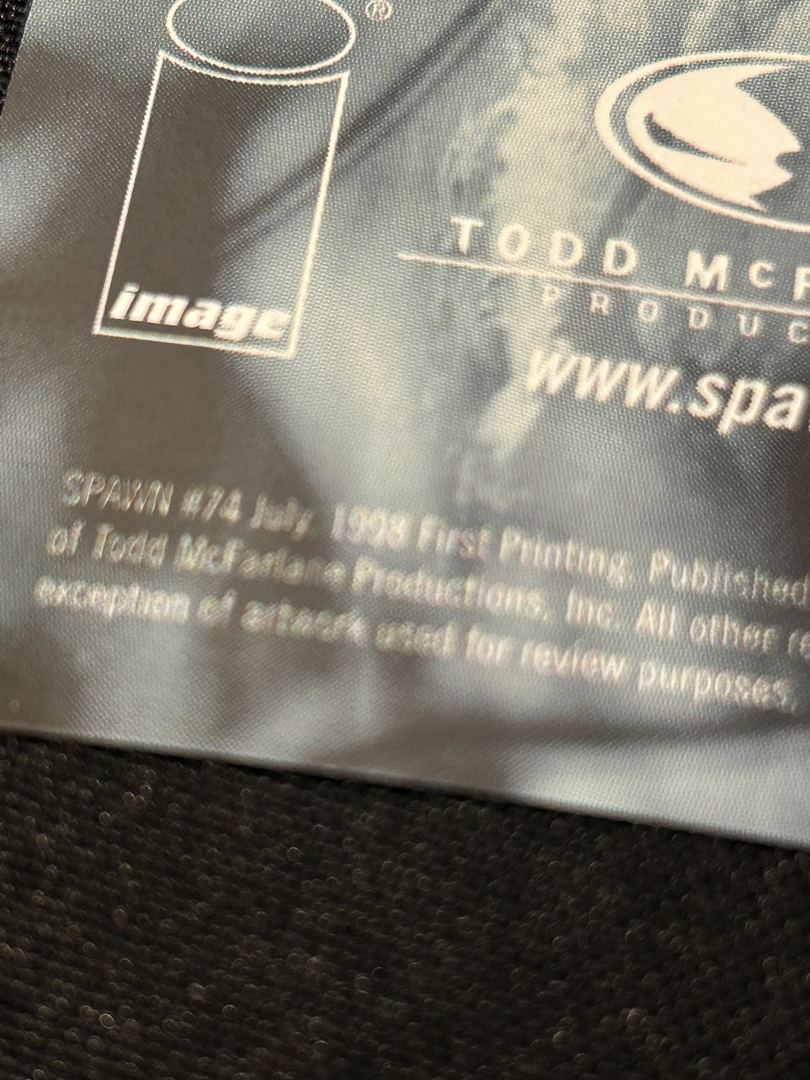 ®
image
TODD McF
PRODUC
www.spa
SPAWN #74 July 1998 First Printing. Published
of Todd McFarlane Productions, Inc. All other re
exception of artwork used for review purposes,